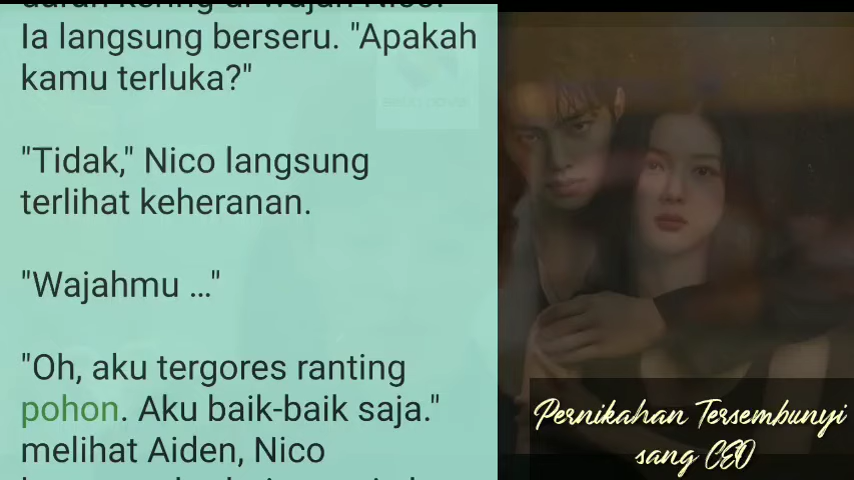 Ia langsung berseru. "Apakah
kamu terluka?"
"Tidak," Nico langsung
terlihat keheranan.
"Wajahmu ..."
"Oh, aku tergores ranting
pohon. Aku baik-baik saja."
melihat Aiden, Nico
Pernikahan Tersembunyi
sang CEO